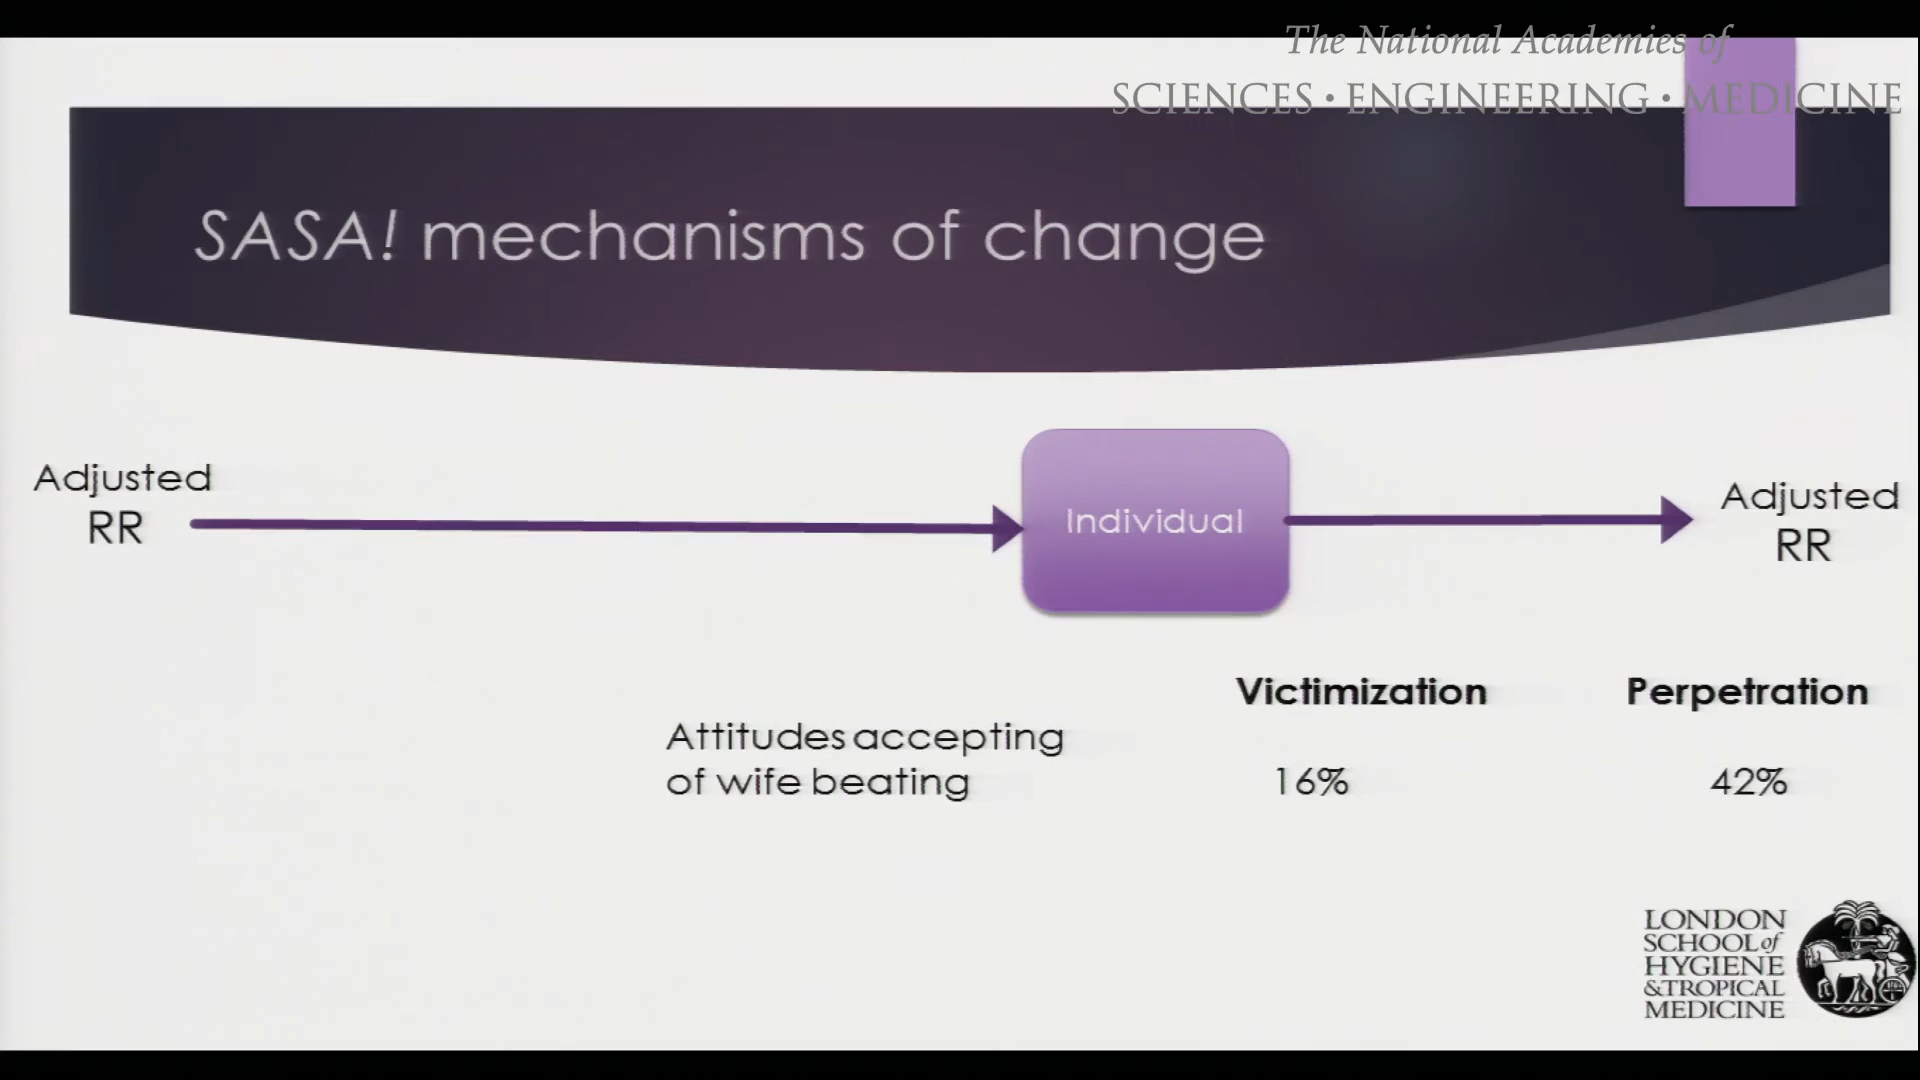 The National Academies of
SCIENCES • ENGINEERING • MEDICINE
SASA! mechanisms of change
Adjusted
RR
Individual
Adjusted
RR
Victimization
Perpetration
Attitudes accepting
of wife beating
16%
42%
LONDON
SCHOOL of
HYGIENE
& TROPICAL
MEDICINE